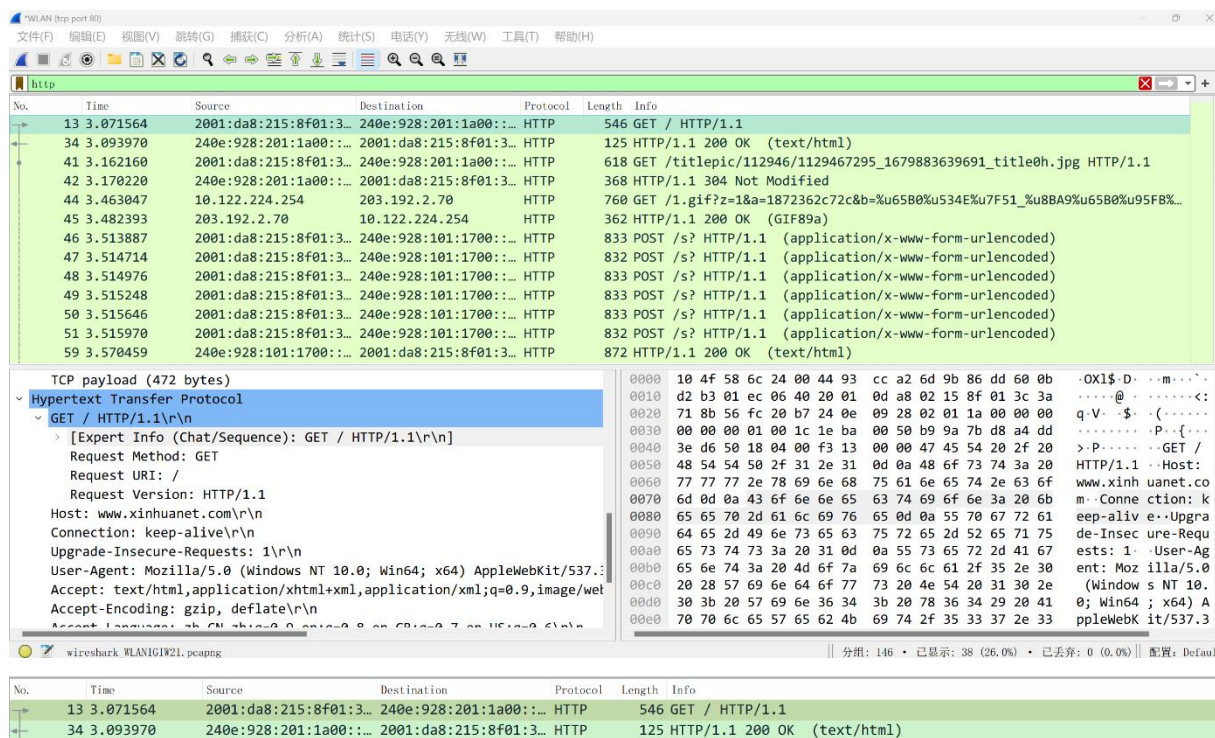 *WLAN (tcp port 80)
文件(F) 编辑(E) 视图(V) 跳转(G) 捕获(C) 分析(A) 统计(S) 电话(Y) 无线(W) 工具(T) 帮助(H)
http
No. Time Source Destination Protocol Length Info
13 3.071564 2001:da8:215:8f01:3… 240e:928:201:1a00::… HTTP 546 GET / HTTP/1.1
34 3.093970 240e:928:201:1a00::… 2001:da8:215:8f01:3… HTTP 125 HTTP/1.1 200 OK (text/html)
41 3.162160 2001:da8:215:8f01:3… 240e:928:201:1a00::… HTTP 618 GET /titlepic/112946/1129467295_1679883639691_title0h.jpg HTTP/1.1
42 3.170220 240e:928:201:1a00::… 2001:da8:215:8f01:3… HTTP 368 HTTP/1.1 304 Not Modified
44 3.463047 10.122.224.254 203.192.2.70 HTTP 760 GET /1.gif?z=1&a=1872362c72c&b=%u65B0%u534E%u7F51_%u8BA9%u65B0%u95FB%…
45 3.482393 203.192.2.70 10.122.224.254 HTTP 362 HTTP/1.1 200 OK (GIF89a)
46 3.513887 2001:da8:215:8f01:3… 240e:928:101:1700::… HTTP 833 POST /s? HTTP/1.1 (application/x-www-form-urlencoded)
47 3.514714 2001:da8:215:8f01:3… 240e:928:101:1700::… HTTP 832 POST /s? HTTP/1.1 (application/x-www-form-urlencoded)
48 3.514976 2001:da8:215:8f01:3… 240e:928:101:1700::… HTTP 833 POST /s? HTTP/1.1 (application/x-www-form-urlencoded)
49 3.515248 2001:da8:215:8f01:3… 240e:928:101:1700::… HTTP 833 POST /s? HTTP/1.1 (application/x-www-form-urlencoded)
50 3.515646 2001:da8:215:8f01:3… 240e:928:101:1700::… HTTP 833 POST /s? HTTP/1.1 (application/x-www-form-urlencoded)
51 3.515970 2001:da8:215:8f01:3… 240e:928:101:1700::… HTTP 832 POST /s? HTTP/1.1 (application/x-www-form-urlencoded)
59 3.570459 240e:928:101:1700::… 2001:da8:215:8f01:3… HTTP 872 HTTP/1.1 200 OK (text/html)
TCP payload (472 bytes)
Hypertext Transfer Protocol
GET / HTTP/1.1\r\n
[Expert Info (Chat/Sequence): GET / HTTP/1.1\r\n]
Request Method: GET
Request URI: /
Request Version: HTTP/1.1
Host: www.xinhuanet.com\r\n
Connection: keep-alive\r\n
Upgrade-Insecure-Requests: 1\r\n
User-Agent: Mozilla/5.0 (Windows NT 10.0; Win64; x64) AppleWebKit/537.3
Accept: text/html,application/xhtml+xml,application/xml;q=0.9,image/web
Accept-Encoding: gzip, deflate\r\n
0000 10 4f 58 6c 24 00 44 93 cc a2 6d 9b 86 dd 60 0b ·OXl$·D· ··m···`·
0010 d2 b3 01 ec 06 40 20 01 0d a8 02 15 8f 01 3c 3a ·····@ · ······<:
0020 71 8b 56 fc 20 b7 24 0e 09 28 02 01 1a 00 00 00 q·V· ·$· ·(······
0030 00 00 00 01 00 1c 1e ba 00 50 b9 9a 7b d8 a4 dd ········ ·P··{···
0040 3e d6 50 18 04 00 f3 13 00 00 47 45 54 20 2f 20 >·P····· ··GET /
0050 48 54 54 50 2f 31 2e 31 0d 0a 48 6f 73 74 3a 20 HTTP/1.1 ··Host:
0060 77 77 77 2e 78 69 6e 68 75 61 6e 65 74 2e 63 6f www.xinh uanet.co
0070 6d 0d 0a 43 6f 6e 6e 65 63 74 69 6f 6e 3a 20 6b m··Conne ction: k
0080 65 65 70 2d 61 6c 69 76 65 0d 0a 55 70 67 72 61 eep-aliv e··Upgra
0090 64 65 2d 49 6e 73 65 63 75 72 65 2d 52 65 71 75 de-Insec ure-Requ
00a0 65 73 74 73 3a 20 31 0d 0a 55 73 65 72 2d 41 67 ests: 1· ·User-Ag
00b0 65 6e 74 3a 20 4d 6f 7a 69 6c 6c 61 2f 35 2e 30 ent: Moz illa/5.0
00c0 20 28 57 69 6e 64 6f 77 73 20 4e 54 20 31 30 2e (Window s NT 10.
00d0 30 3b 20 57 69 6e 36 34 3b 20 78 36 34 29 20 41 0; Win64 ; x64) A
00e0 70 70 6c 65 57 65 62 4b 69 74 2f 35 33 37 2e 33 ppleWebK it/537.3
wireshark_WLANIGIW21.pcapng 分组: 146 · 已显示: 38 (26.0%) · 已丢弃: 0 (0.0%) 配置: Defaul
No. Time Source Destination Protocol Length Info
13 3.071564 2001:da8:215:8f01:3… 240e:928:201:1a00::… HTTP 546 GET / HTTP/1.1
34 3.093970 240e:928:201:1a00::… 2001:da8:215:8f01:3… HTTP 125 HTTP/1.1 200 OK (text/html)